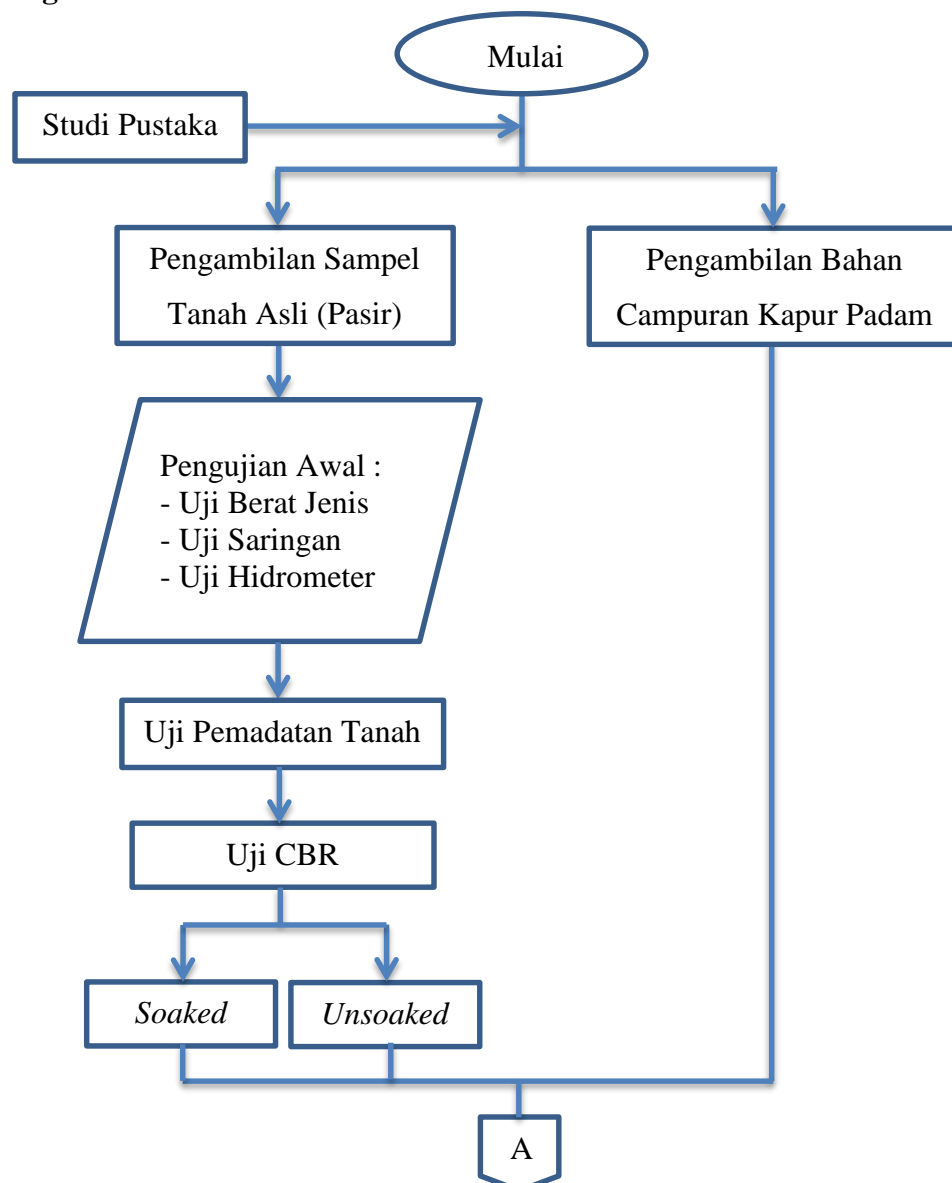 g
Mulai
Studi Pustaka
Pengambilan Sampel
Tanah Asli (Pasir)
Pengambilan Bahan
Campuran Kapur Padam
Pengujian Awal :
- Uji Berat Jenis
- Uji Saringan
- Uji Hidrometer
Uji Pemadatan Tanah
Uji CBR
Soaked
Unsoaked
A